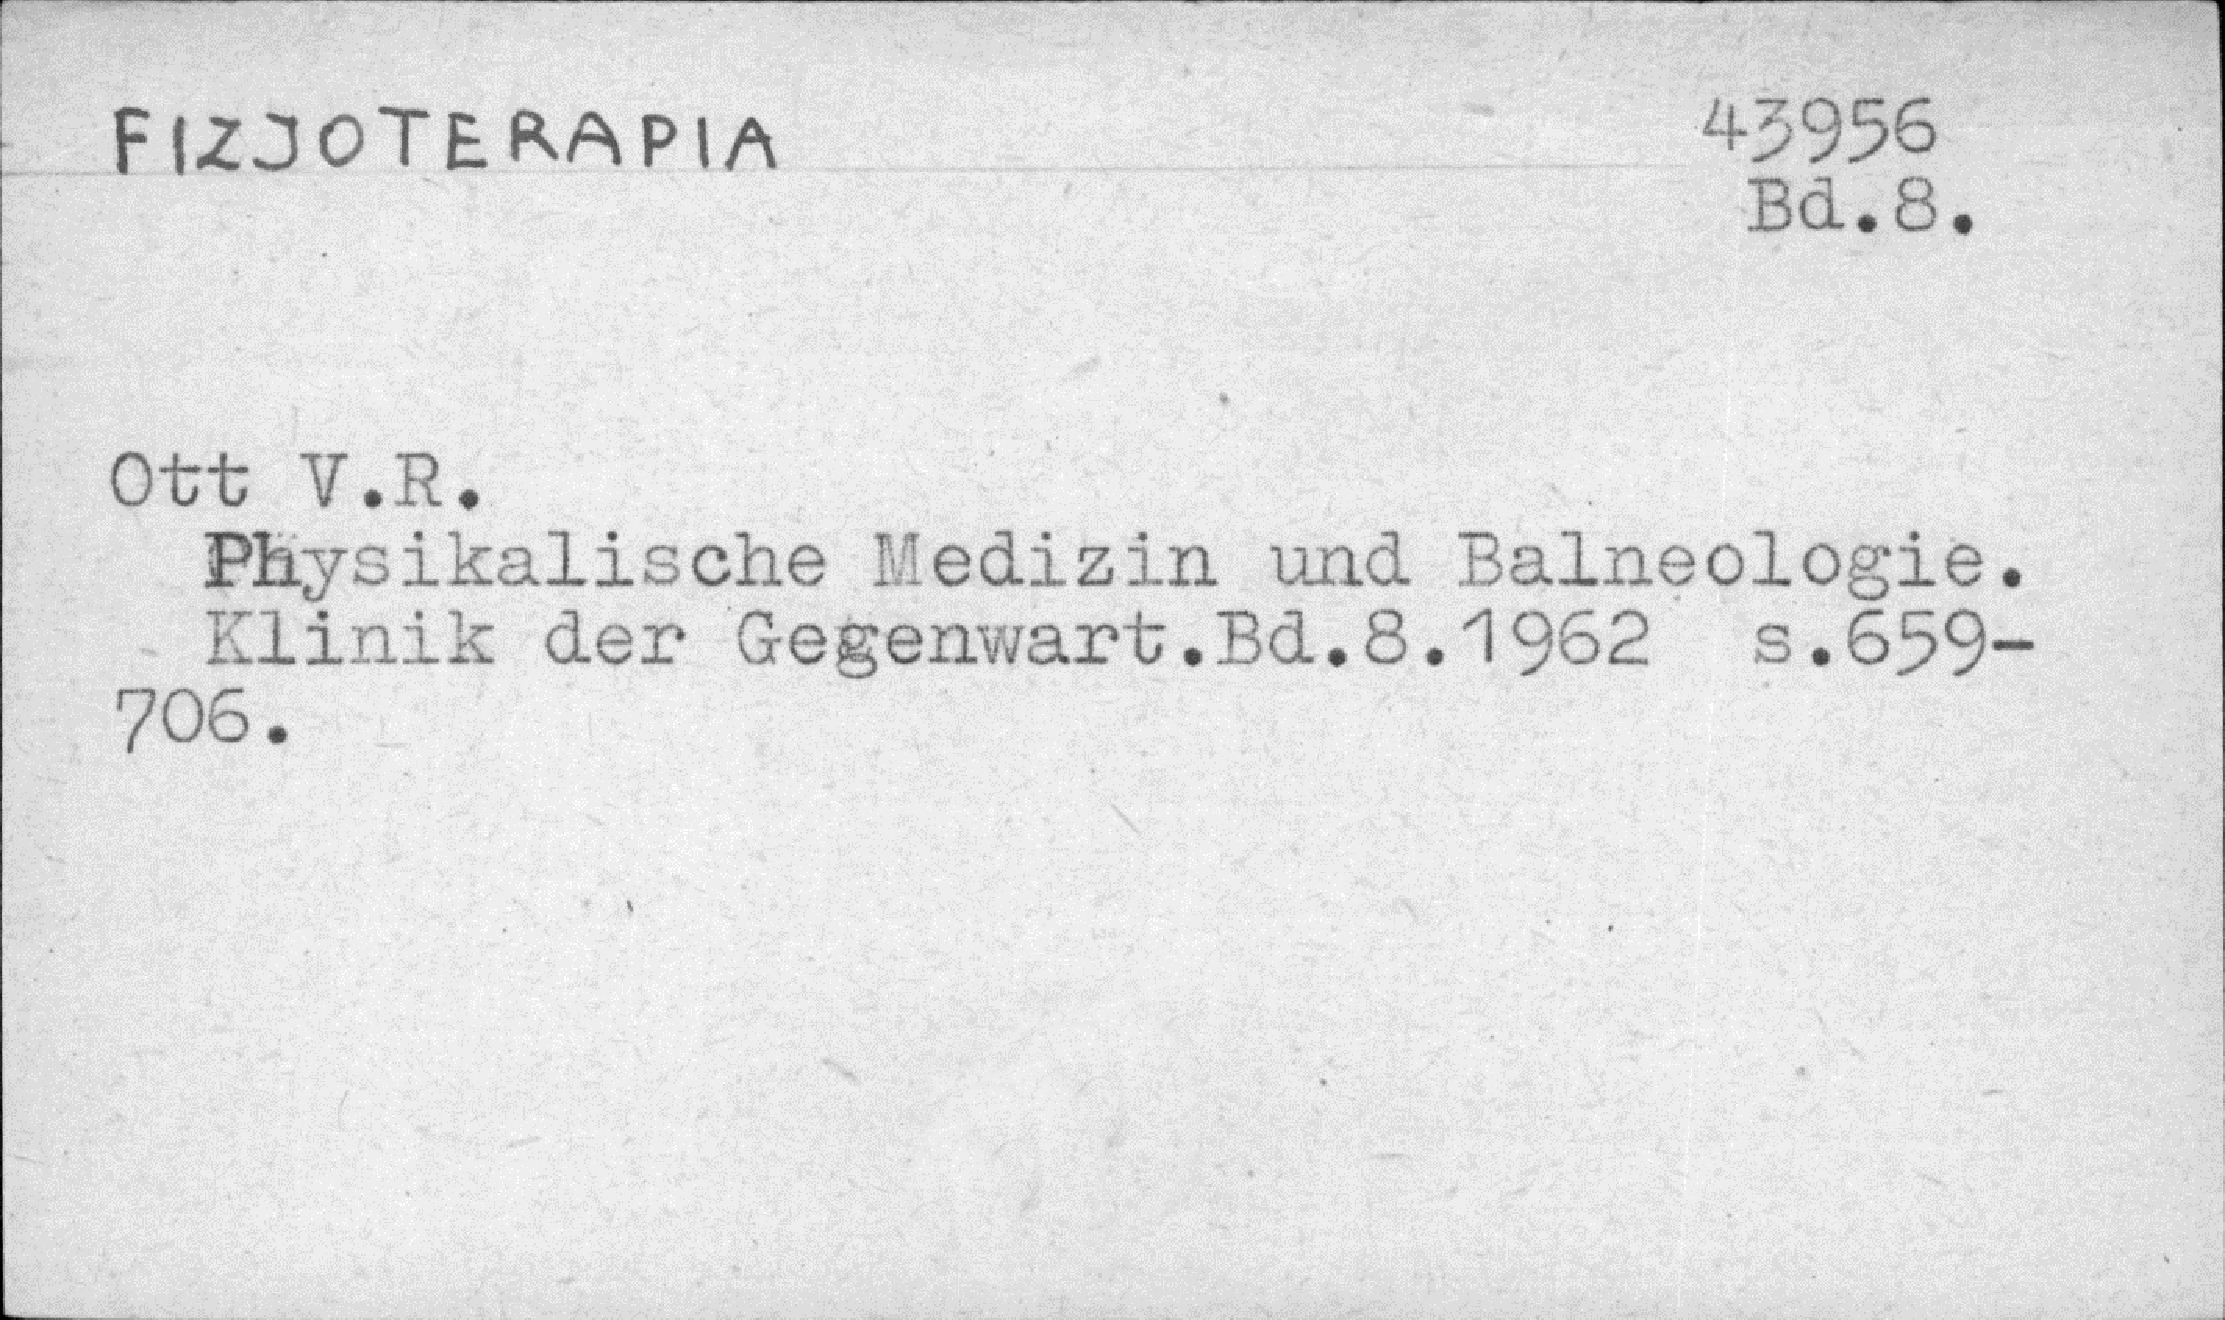 FIZJOTERAPIA
43956
Bd.8.
Ott V.R.
Physikalische Medizin und Balneologie.
Klinik der Gegenwart.Bd.8.1962 s.659-
706.